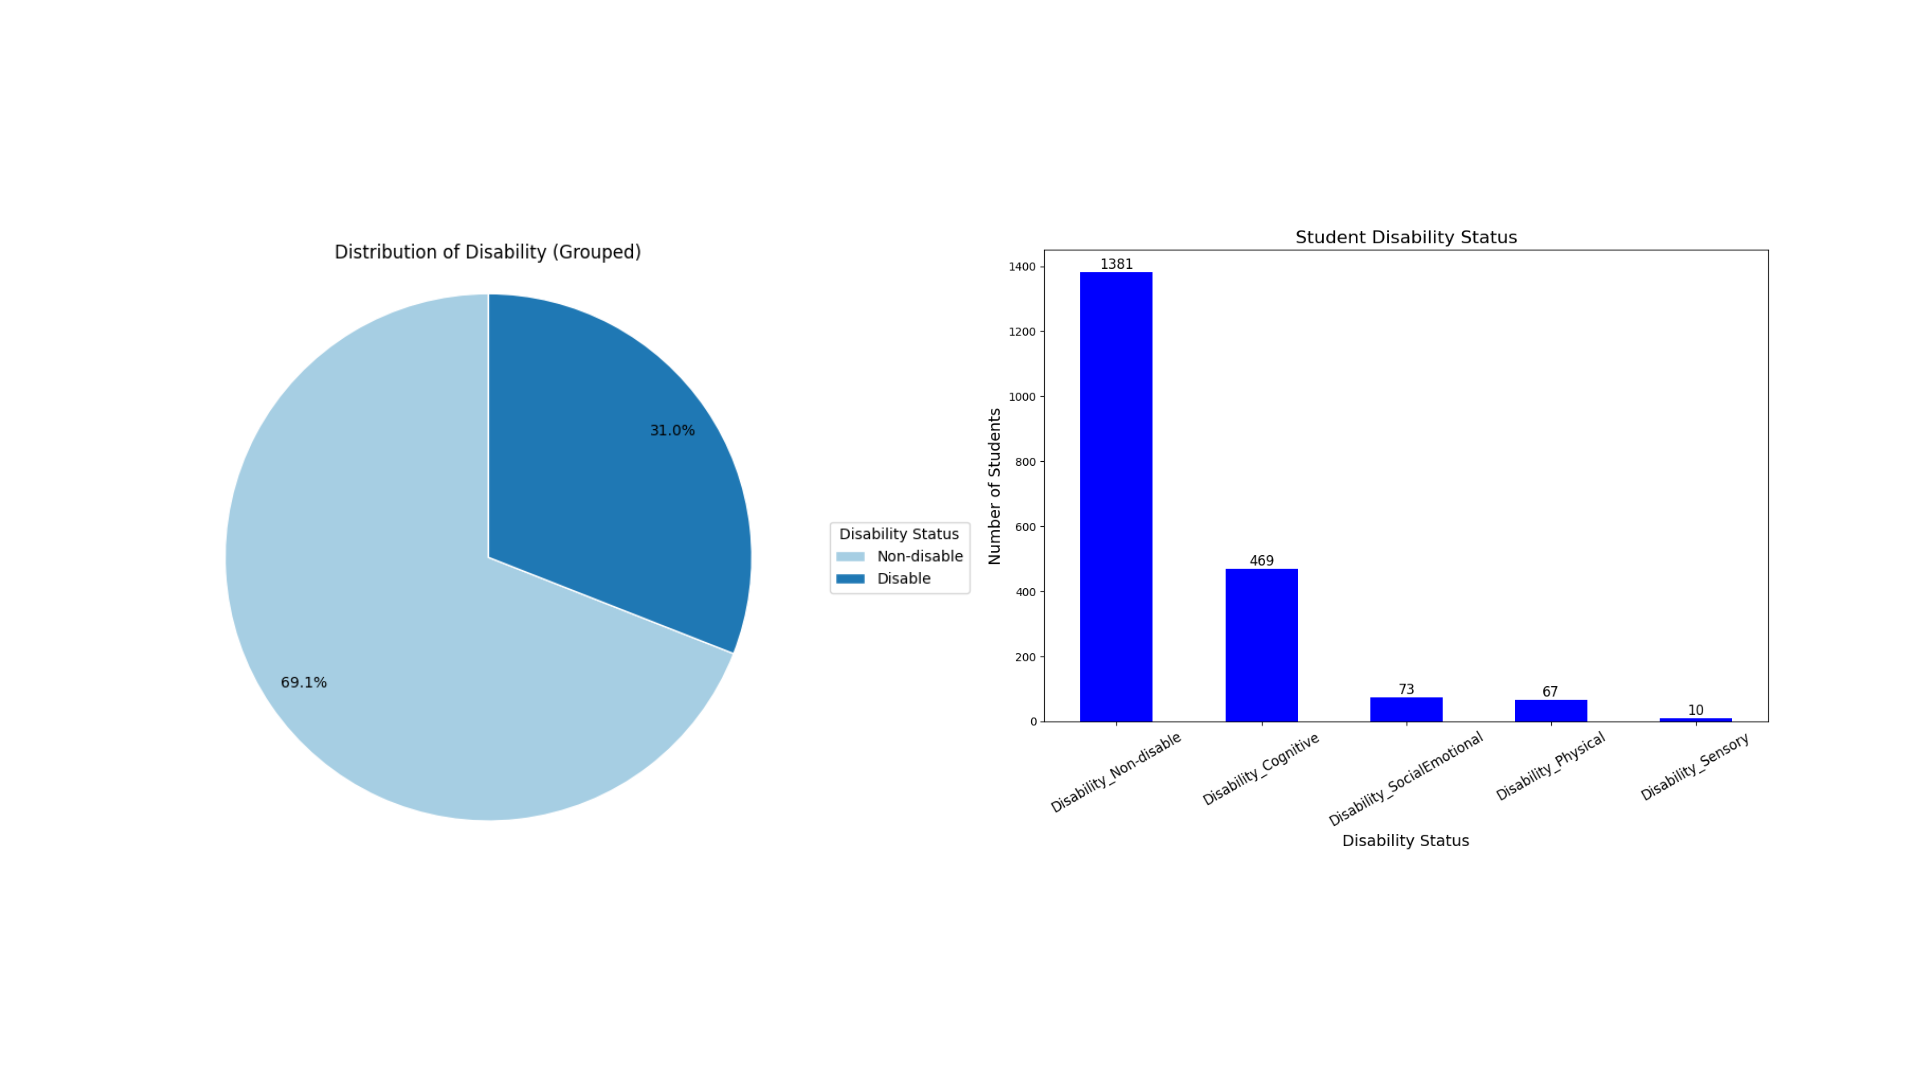 Distribution of Disability (Grouped)
31.0%
69.1%
Disability Status
Non-disable
Disable
Student Disability Status
Number of Students
1400
1200
1000
800
600
400
200
0
1381
469
73
67
10
Disability_Non-disable
Disability_Cognitive
Disability_SocialEmotional
Disability_Physical
Disability_Sensory
Disability Status